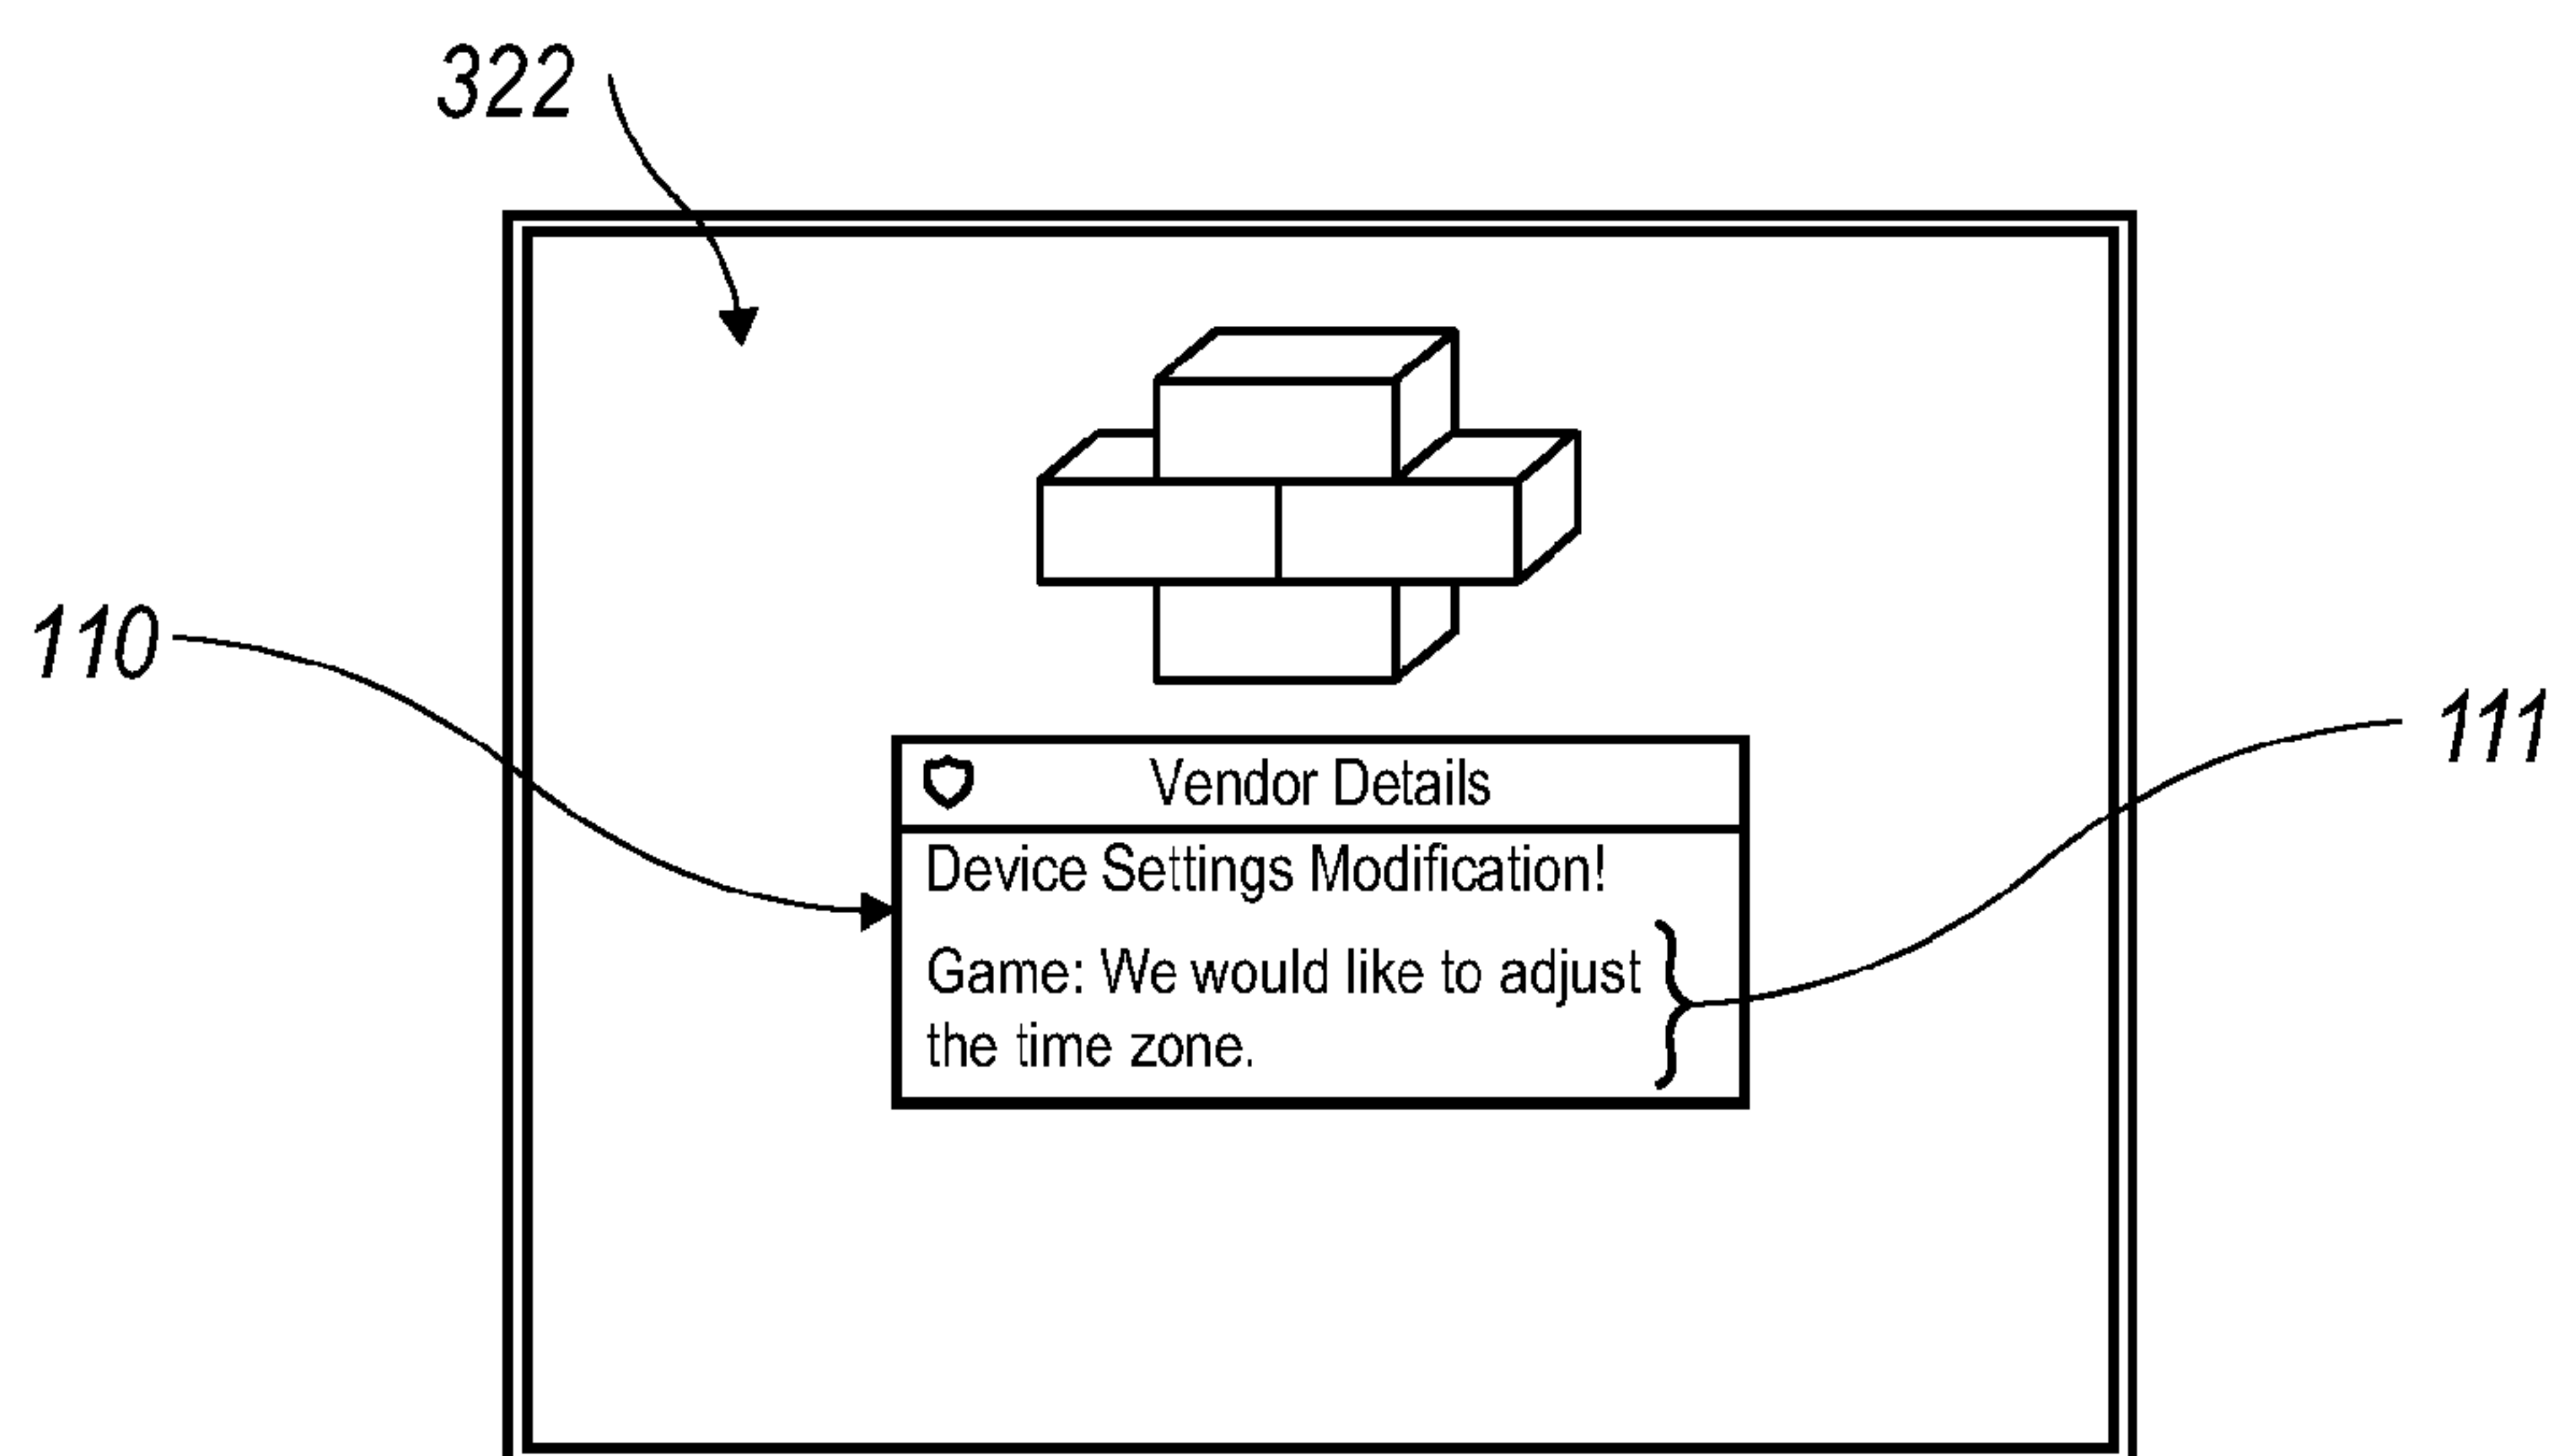 322
110
111
Vendor Details
Device Settings Modification!
Game: We would like to adjust
the time zone.